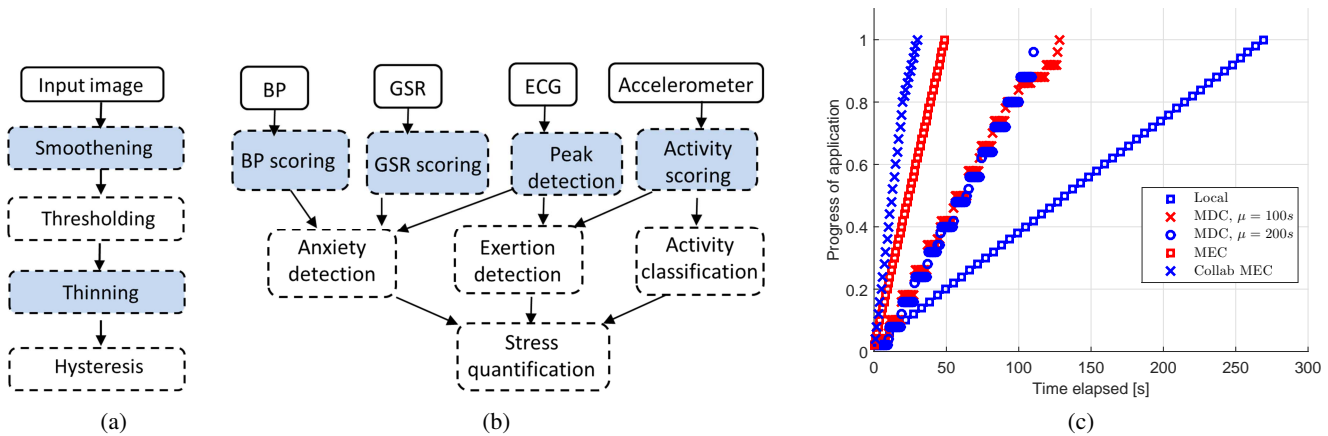 Input image
Smoothening
Thresholding
Thinning
Hysteresis
(a)
BP
GSR
ECG
Accelerometer
BP scoring
GSR scoring
Peak
detection
Activity
scoring
Anxiety
detection
Exertion
detection
Activity
classification
Stress
quantification
(b)
Progress of application
1
0.8
0.6
0.4
0.2
0
0
50
100
150
200
250
300
Time elapsed [s]
Local
MDC, μ = 100s
MDC, μ = 200s
MEC
Collab MEC
(c)